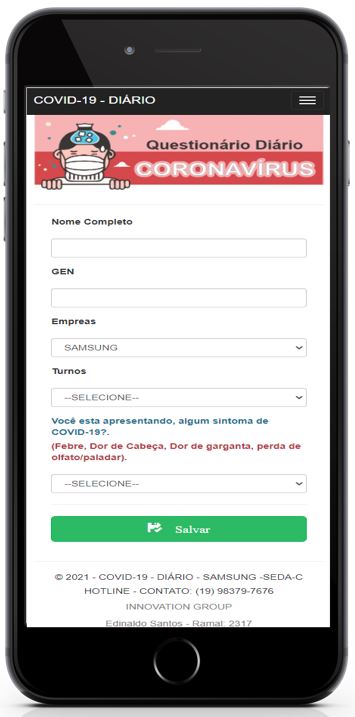 COVID-19 - DIÁRIO
Questionário Diário
CORONAVÍRUS
Nome Completo
GEN
Empreas
SAMSUNG
Turnos
--SELECIONE--
Você esta apresentando, algum sintoma de
COVID-19?.
(Febre, Dor de Cabeça, Dor de garganta, perda de
olfato/paladar).
--SELECIONE--
Salvar
© 2021 - COVID-19 - DIÁRIO - SAMSUNG -SEDA-C
HOTLINE - CONTATO: (19) 98379-7676
INNOVATION GROUP
Edinaldo Santos - Ramal: 2317